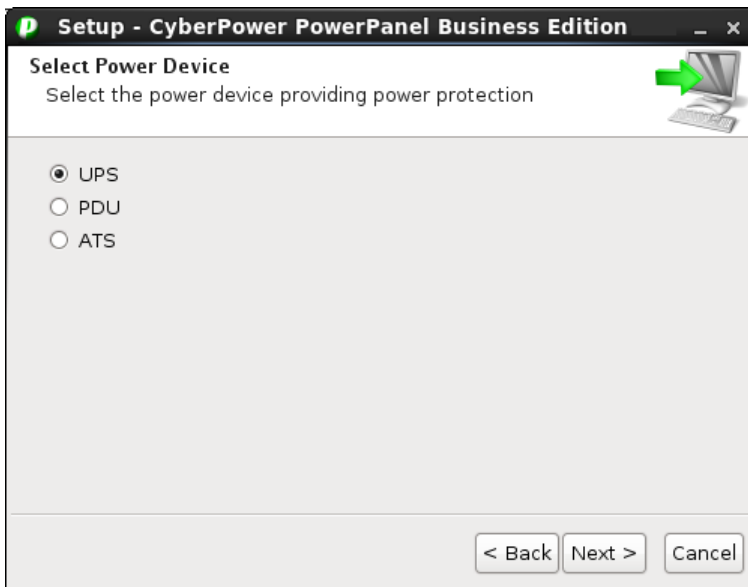 Setup - CyberPower PowerPanel Business Edition
Select Power Device
Select the power device providing power protection
UPS
PDU
ATS
< Back Next > Cancel